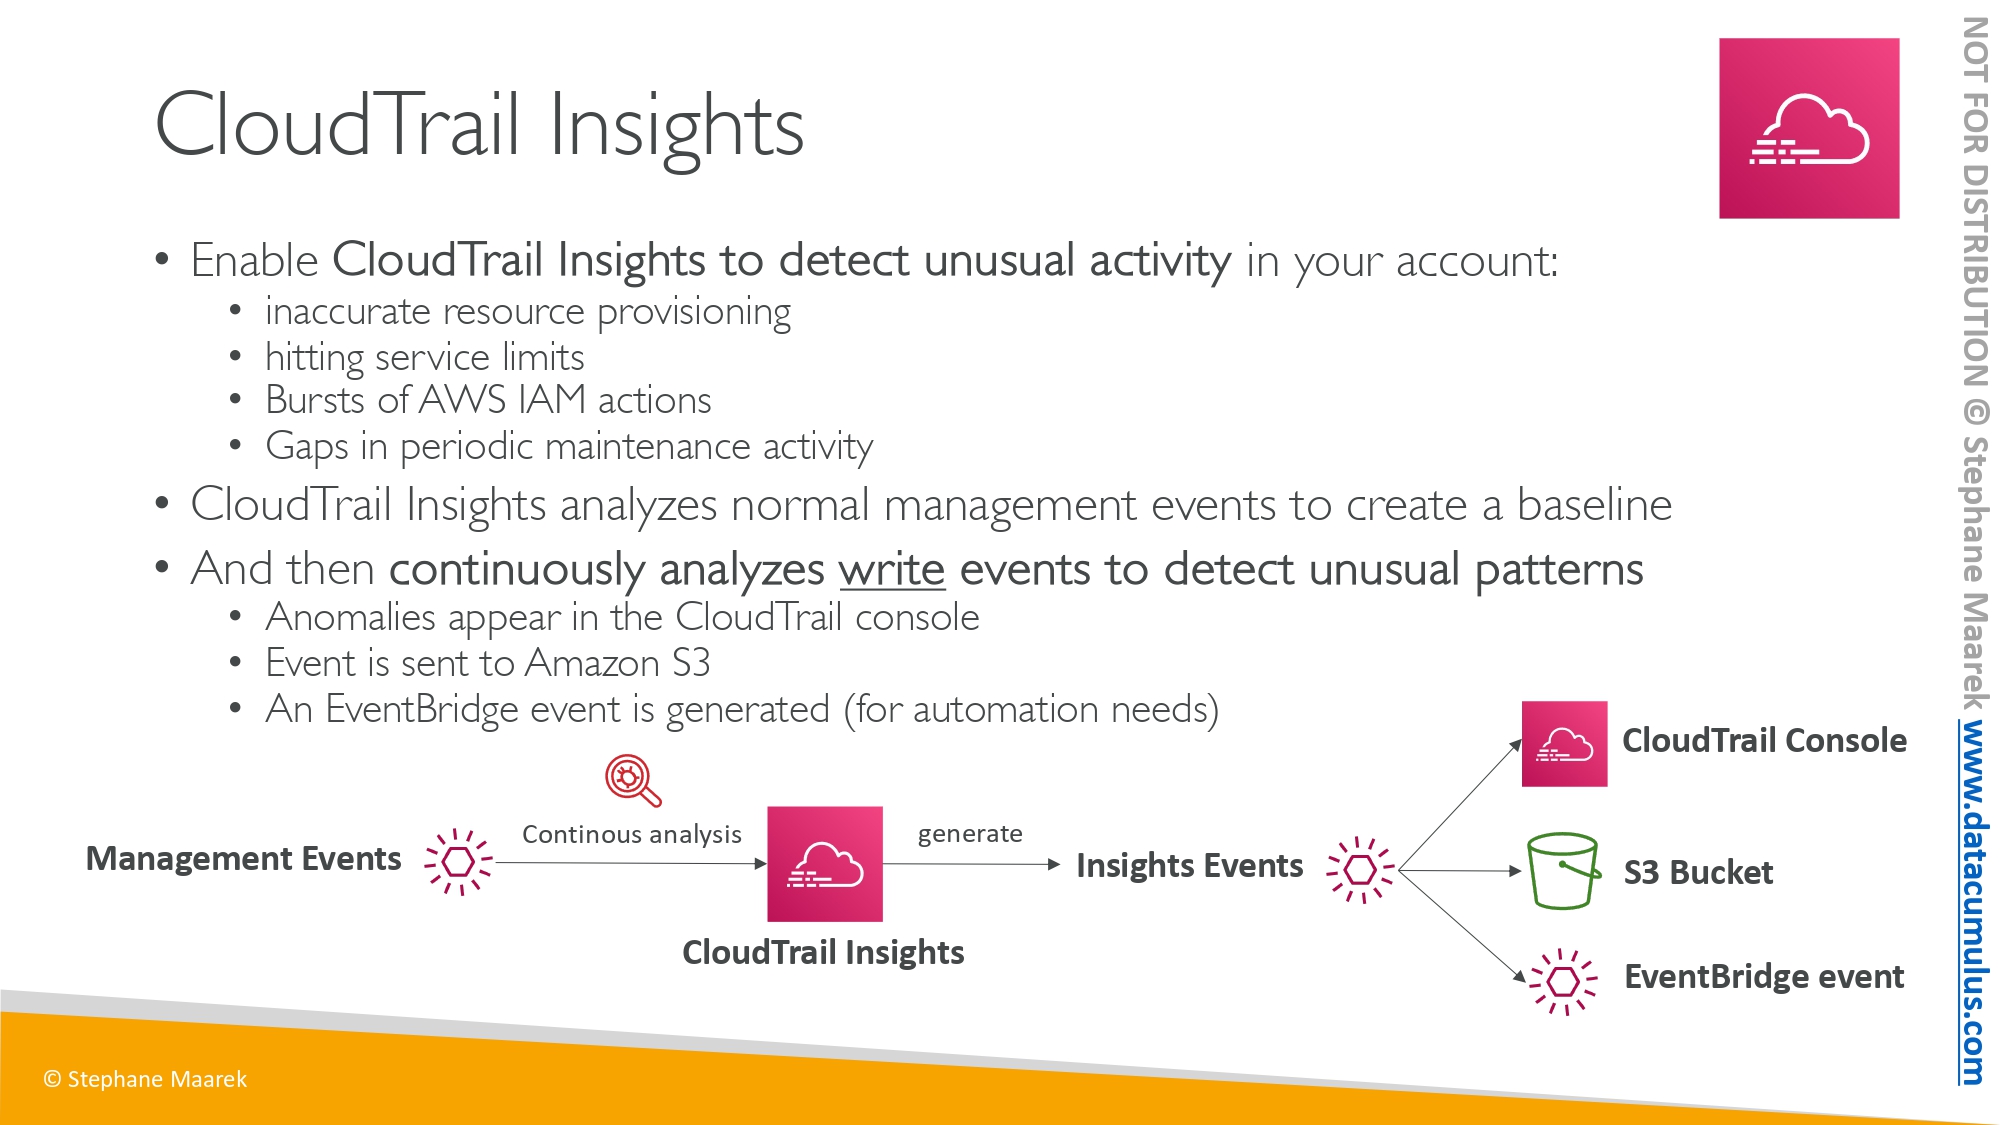 CloudTrail Insights
• Enable CloudTrail Insights to detect unusual activity in your account:
• inaccurate resource provisioning
• hitting service limits
• Bursts of AWS IAM actions
• Gaps in periodic maintenance activity
• CloudTrail Insights analyzes normal management events to create a baseline
• And then continuously analyzes write events to detect unusual patterns
• Anomalies appear in the CloudTrail console
• Event is sent to Amazon S3
• An EventBridge event is generated (for automation needs)
Management Events
Continous analysis
CloudTrail Insights
generate
Insights Events
CloudTrail Console
S3 Bucket
EventBridge event
© Stephane Maarek
NOT FOR DISTRIBUTION © Stephane Maarek www.datacumulus.com